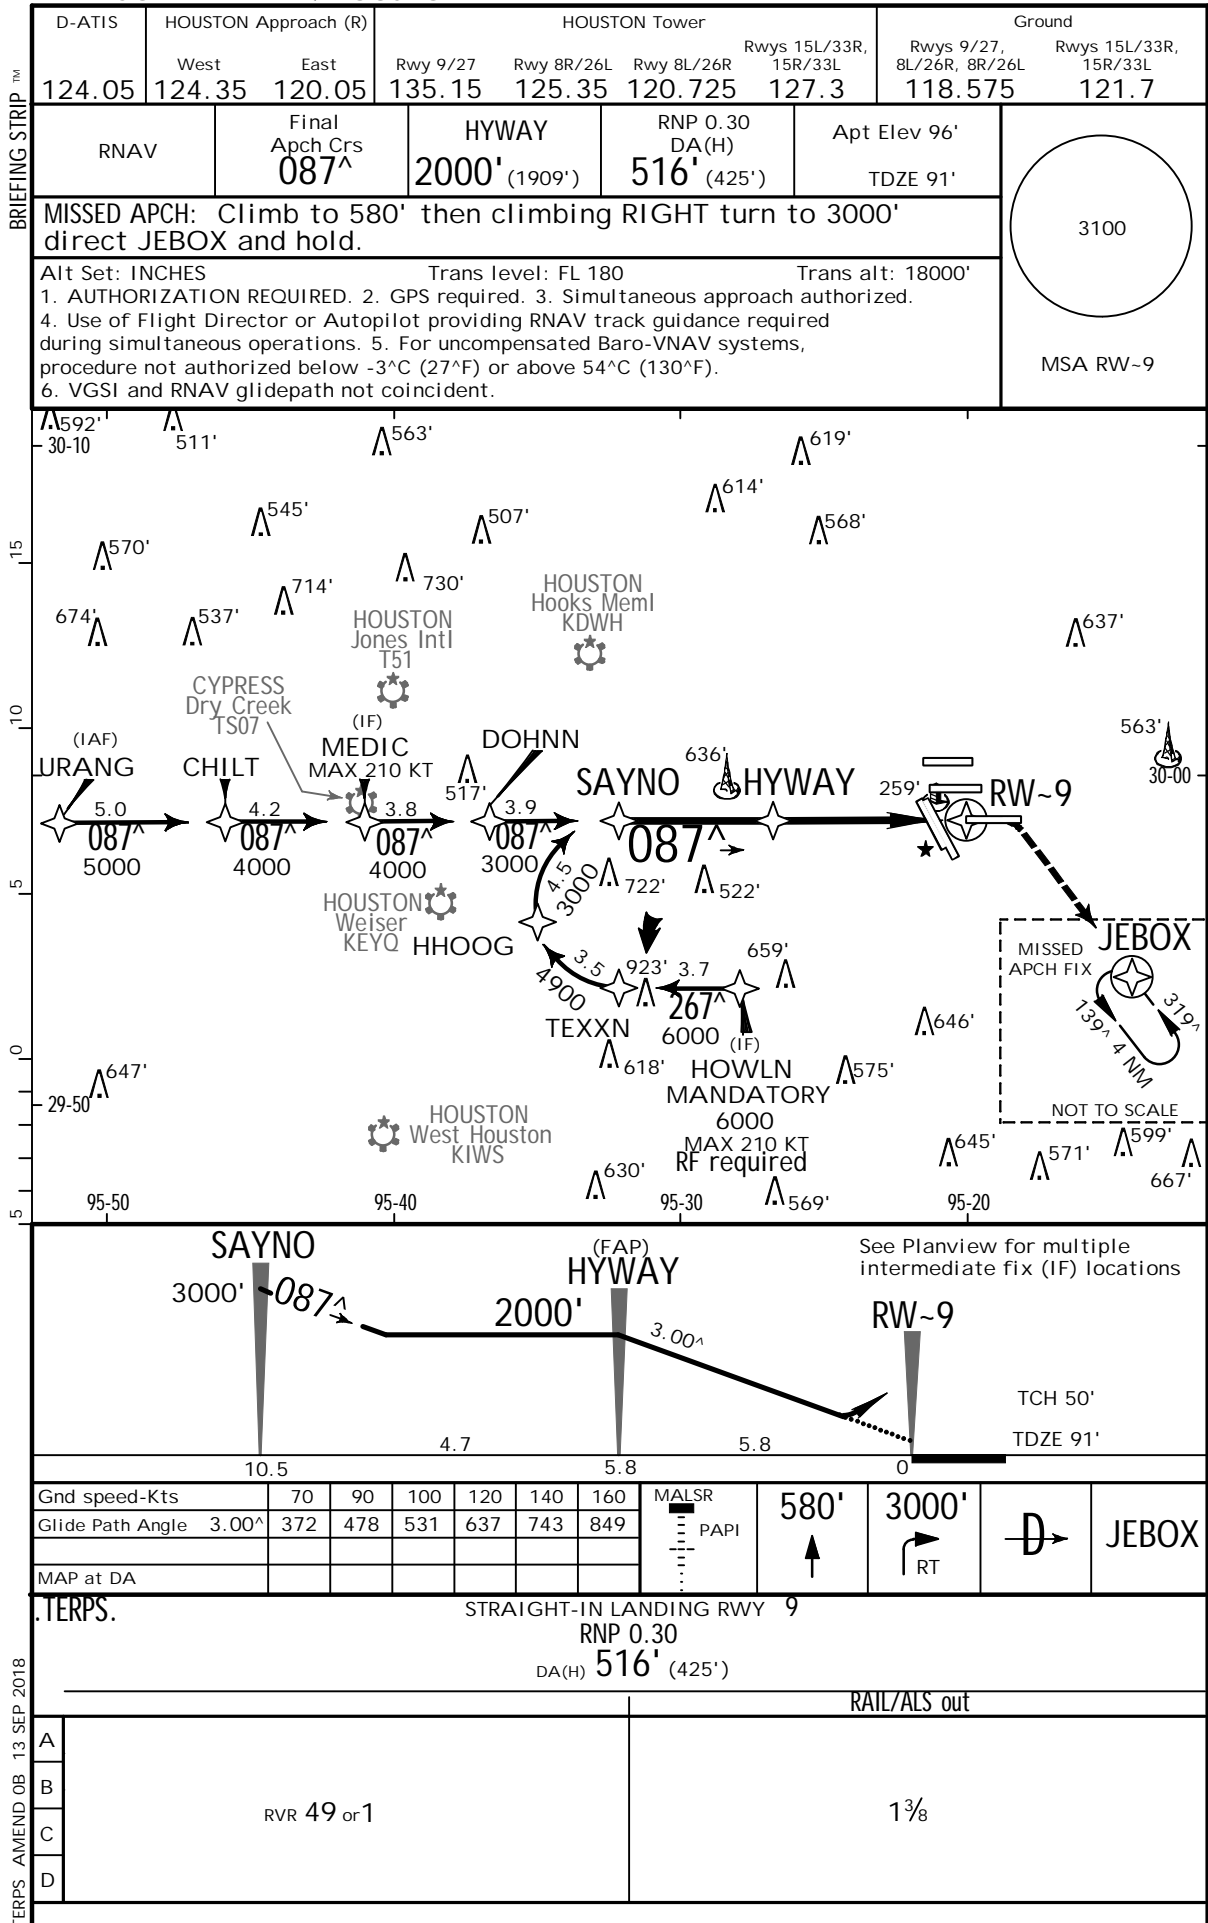 D-ATIS HOUSTON Approach (R) HOUSTON Tower Ground
West East Rwy 9/27 Rwy 8R/26L Rwy 8L/26R Rwys 15L/33R, 15R/33L Rwys 9/27, 8L/26R, 8R/26L Rwys 15L/33R, 15R/33L
124.05 124.35 120.05 135.15 125.35 120.725 127.3 118.575 121.7
BRIEFING STRIP ™
RNAV
Final
Apch Crs
087^
HYWAY
2000' (1909')
RNP 0.30
DA(H)
516' (425')
Apt Elev 96'
TDZE 91'
MISSED APCH: Climb to 580' then climbing RIGHT turn to 3000'
direct JEBOX and hold.
3100
MSA RW~9
Alt Set: INCHES Trans level: FL 180 Trans alt: 18000'
1. AUTHORIZATION REQUIRED. 2. GPS required. 3. Simultaneous approach authorized.
4. Use of Flight Director or Autopilot providing RNAV track guidance required
during simultaneous operations. 5. For uncompensated Baro-VNAV systems,
procedure not authorized below -3^C (27^F) or above 54^C (130^F).
6. VGSI and RNAV glidepath not coincident.
592'
30-10
511'
563'
619'
614'
545'
507'
568'
15
570'
730'
714'
HOUSTON
Hooks Meml
KDWH
674'
537'
HOUSTON
Jones Intl
T51
637'
CYPRESS
Dry Creek
TS07
10
(IAF)
URANG
CHILT
(IF)
MEDIC
MAX 210 KT
DOHNN
517'
SAYNO
636'
HYWAY
259'
RW~9
563'
30-00
5.0
087^
5000
4.2
087^
4000
3.8
087^
4000
3.9
087^
3000
087^
4.5
3000
722'
522'
5
HOUSTON
Weiser
KEYQ
HHOOG
3.5
4900
TEXXN
923'
3.7
267^
6000
659'
(IF)
HOWLN
MANDATORY
6000
MAX 210 KT
RF required
MISSED
APCH FIX
JEBOX
139^ 4 NM
319^
NOT TO SCALE
646'
0
647'
618'
575'
29-50
HOUSTON
West Houston
KIWS
645'
571'
599'
667'
630'
569'
5
95-50 95-40 95-30 95-20
SAYNO
3000'
087^
2000'
(FAP)
HYWAY
3.00^
See Planview for multiple
intermediate fix (IF) locations
RW~9
TCH 50'
TDZE 91'
4.7 5.8
10.5 5.8 0
Gnd speed-Kts 70 90 100 120 140 160
Glide Path Angle 3.00^ 372 478 531 637 743 849
MAP at DA
MALSR
PAPI
580'
3000'
RT
D
JEBOX
.TERPS.
STRAIGHT-IN LANDING RWY 9
RNP 0.30
DA(H) 516' (425')
RAIL/ALS out
A
B
C
D
RVR 49 or 1
1⅜
TERPS AMEND 0B 13 SEP 2018